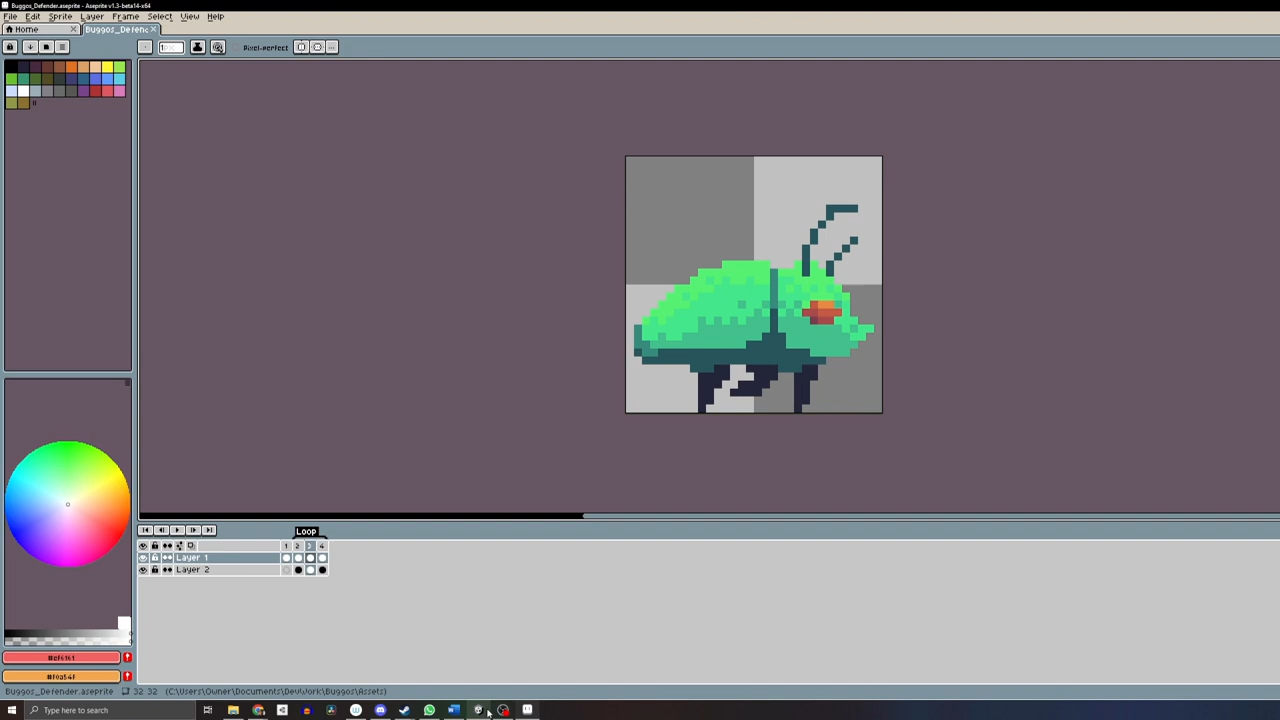 Buggos_Defender.aseprite - Aseprite v1.3-beta14-x64
File Edit Sprite Layer Frame Select View Help
Home Buggos_Defenc
Pixel-perfect
Loop
1 2 3 4
Layer 1
Layer 2
#F0a54f
Buggos_Defender.aseprite 32 32 (C:\Users\Owner\Documents\DevWork\Buggos\Assets)
Type here to search